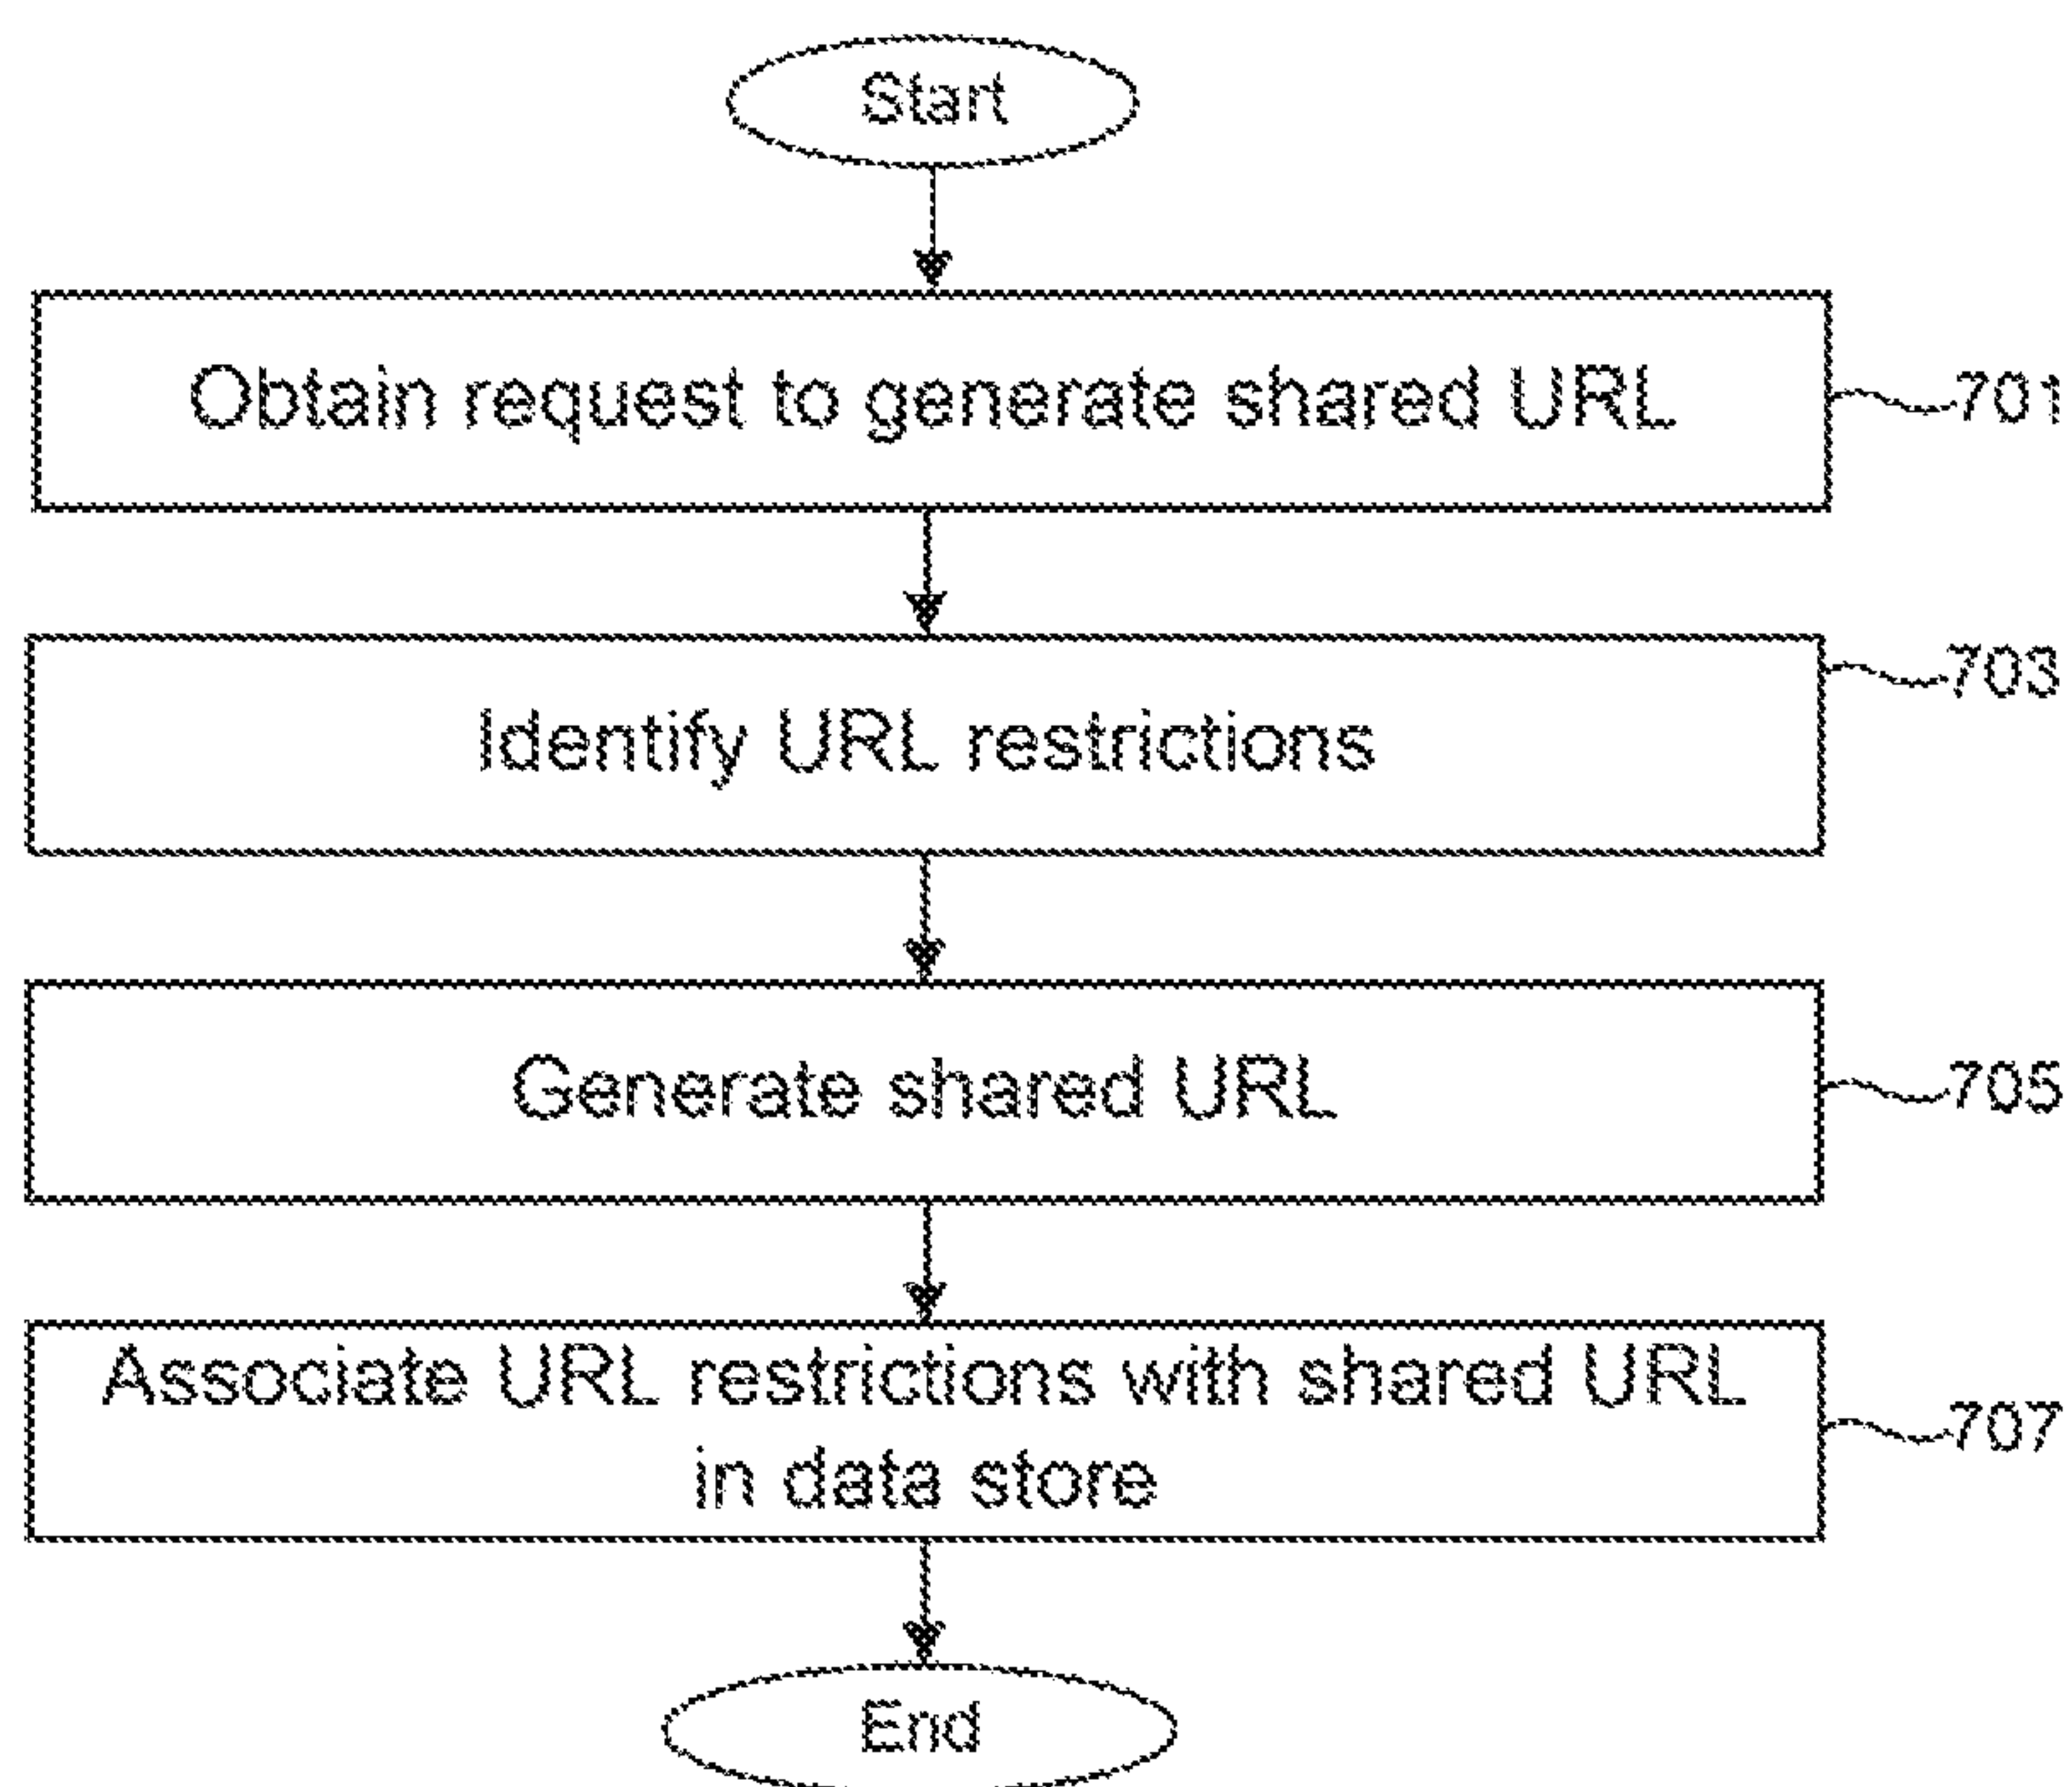 Start
Obtain request to generate shared URL
701
Identify URL restrictions
703
Generate shared URL
705
Associate URL restrictions with shared URL
in data store
707
End